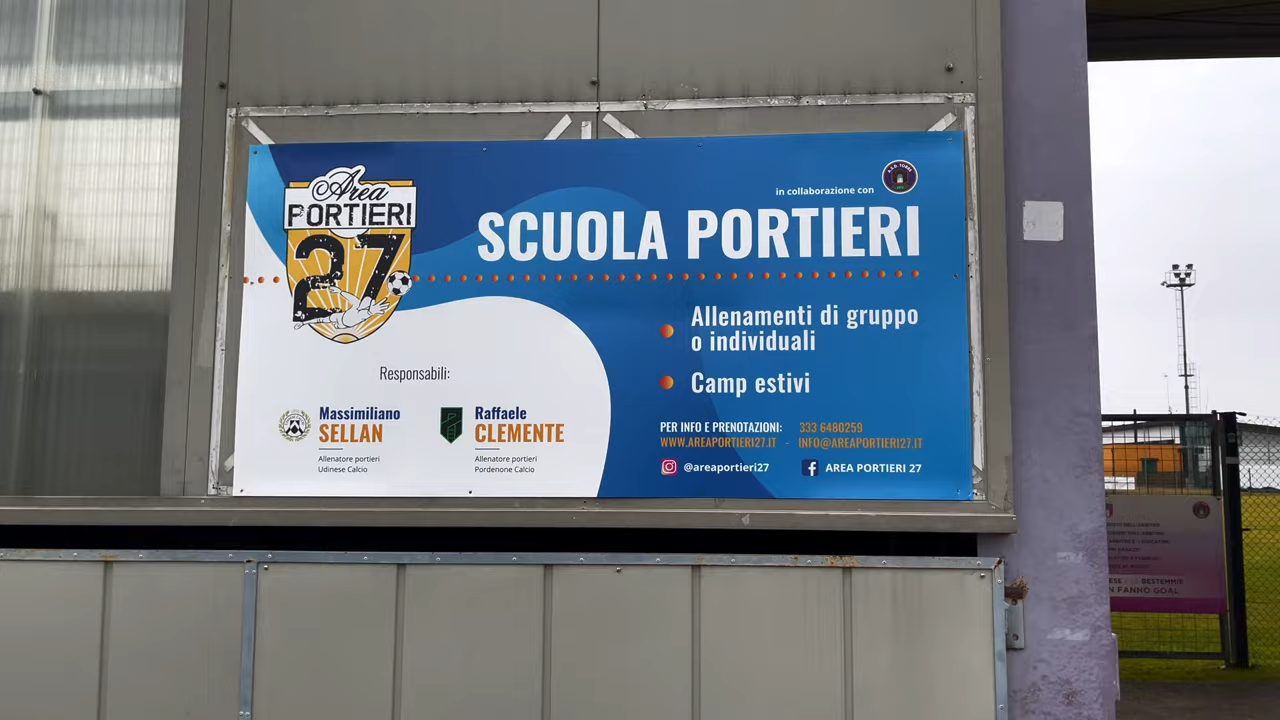 Area
PORTIERI
27
in collaborazione con
SCUOLA PORTIERI
Allenamenti di gruppo
o individuali
Camp estivi
Responsabili:
Massimiliano
SELLAN
Allenatore portieri
Udinese Calcio
Raffaele
CLEMENTE
Allenatore portieri
Pordenone Calcio
PER INFO E PRENOTAZIONI: 333 6480259
WWW.AREAPORTIERI27.IT - INFO@AREAPORTIERI27.IT
@areaportieri27
AREA PORTIERI 27
BESTEMMIE
FANNO GOAL